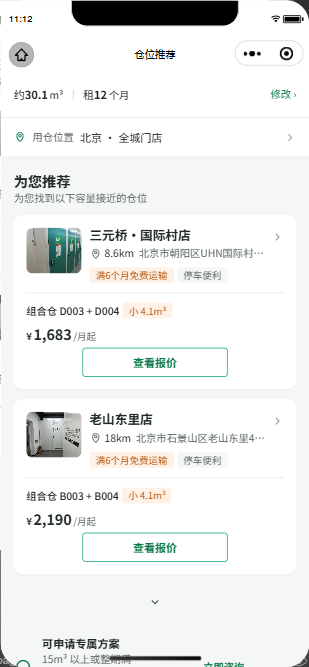 11:12
仓位推荐
约30.1m³ 租12个月 修改 ›
用仓位置 北京 · 全城门店
为您推荐
为您找到以下容量接近的仓位
三元桥·国际村店
8.6km 北京市朝阳区UHN国际村…
满6个月免费运输 停车便利
组合仓 D003 + D004 小 4.1m³
¥1,683/月起
查看报价
老山东里店
18km 北京市石景山区老山东里4…
满6个月免费运输 停车便利
组合仓 B003 + B004 小 4.1m³
¥2,190/月起
查看报价
可申请专属方案
15m³ 以上或整期满
立即咨询